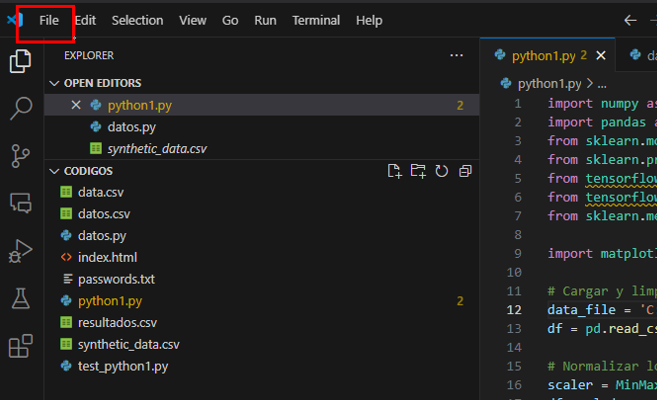 File Edit Selection View Go Run Terminal Help
EXPLORER
OPEN EDITORS
python1.py 2
datos.py
synthetic_data.csv
CODIGOS
data.csv
datos.csv
datos.py
index.html
passwords.txt
python1.py 2
resultados.csv
synthetic_data.csv
test_python1.py
python1.py 2 da
python1.py > ...
1 import numpy as
2 import pandas a
3 from sklearn.mo
4 from sklearn.pr
5 from tensorflow
6 from tensorflow
7 from sklearn.me
8
9 import matplotl
10
11 # Cargar y limp
12 data_file = 'C
13 df = pd.read_cs
14
15 # Normalizar lo
16 scaler = MinMax